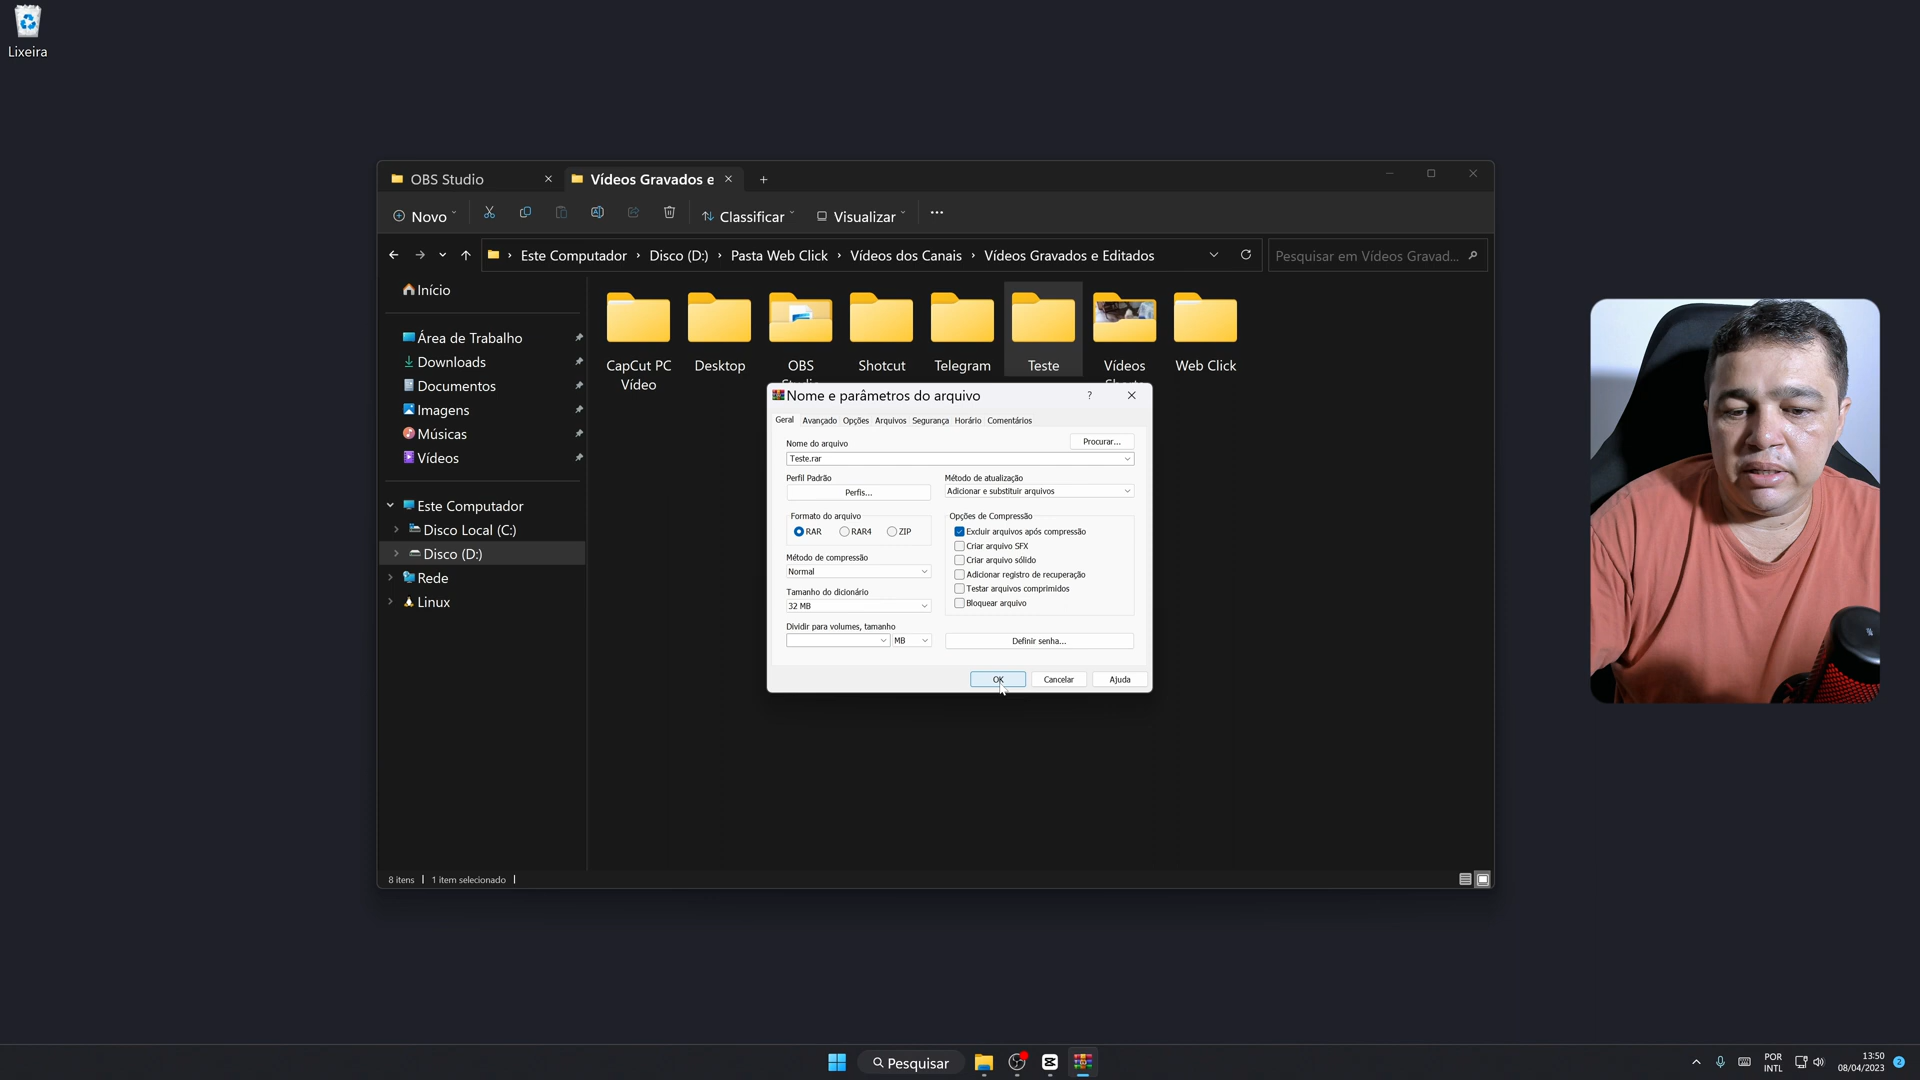 Lixeira
OBS Studio
Vídeos Gravados e
Novo
Classificar
Visualizar
Este Computador
Disco (D:)
Pasta Web Click
Vídeos dos Canais
Vídeos Gravados e Editados
Pesquisar em Vídeos Gravad...
Início
Área de Trabalho
Downloads
Documentos
Imagens
Músicas
Vídeos
Este Computador
Disco Local (C:)
Disco (D:)
Rede
Linux
CapCut PC
Vídeo
Desktop
OBS
Shotcut
Telegram
Teste
Vídeos
Web Click
Nome e parâmetros do arquivo
?
Geral
Avançado
Opções
Arquivos
Segurança
Horário
Comentários
Nome do arquivo
Procurar...
Teste.rar
Perfil Padrão
Perfis...
Método de atualização
Adicionar e substituir arquivos
Formato do arquivo
RAR
RAR4
ZIP
Opções de Compressão
Excluir arquivos após compressão
Criar arquivo SFX
Criar arquivo sólido
Adicionar registro de recuperação
Testar arquivos comprimidos
Bloquear arquivo
Método de compressão
Normal
Tamanho do dicionário
32 MB
Dividir para volumes, tamanho
MB
Definir senha...
OK
Cancelar
Ajuda
8 itens
1 item selecionado
Pesquisar
POR
INTL
13:50
08/04/2023
2